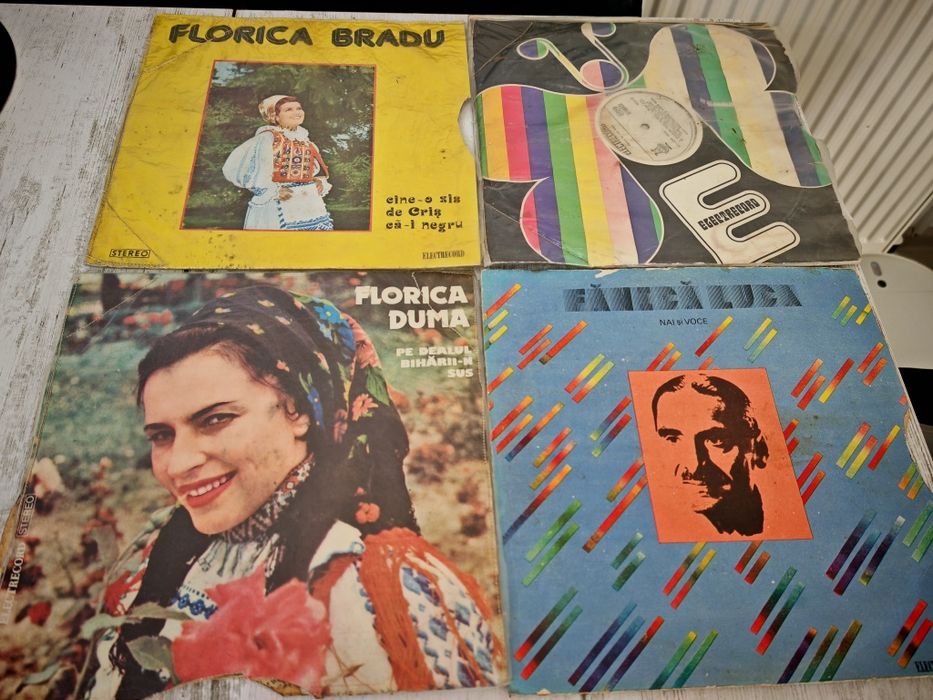 FLORICA BRADU
cine-o zis
de Criș
că-i negru
STEREO
ELECTRECORD
ELECTRECORD
FLORICA
DUMA
PE DEALUL
BIHĂRII-N
SUS
ELECTRECORD STEREO
FĂNICĂ LUCA
NAI și VOCE